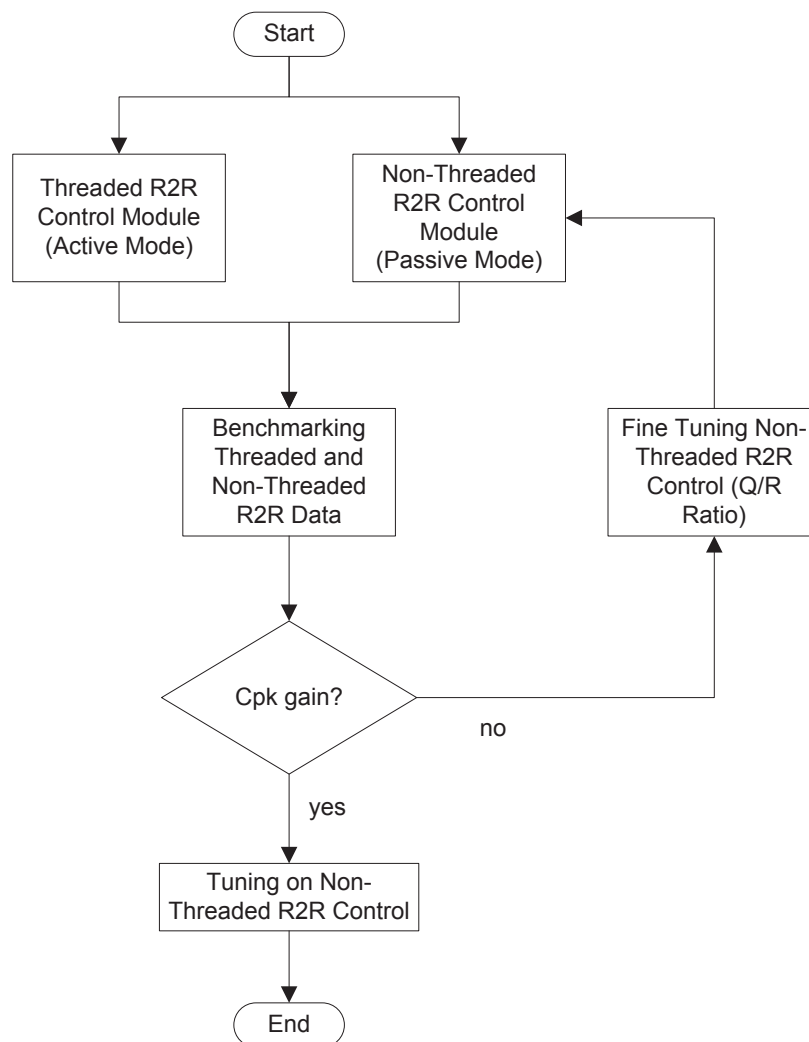 Start
Threaded R2R
Control Module
(Active Mode)
Non-Threaded
R2R Control
Module
(Passive Mode)
Benchmarking
Threaded and
Non-Threaded
R2R Data
Fine Tuning Non-
Threaded R2R
Control (Q/R
Ratio)
Cpk gain?
no
yes
Tuning on Non-
Threaded R2R Control
End